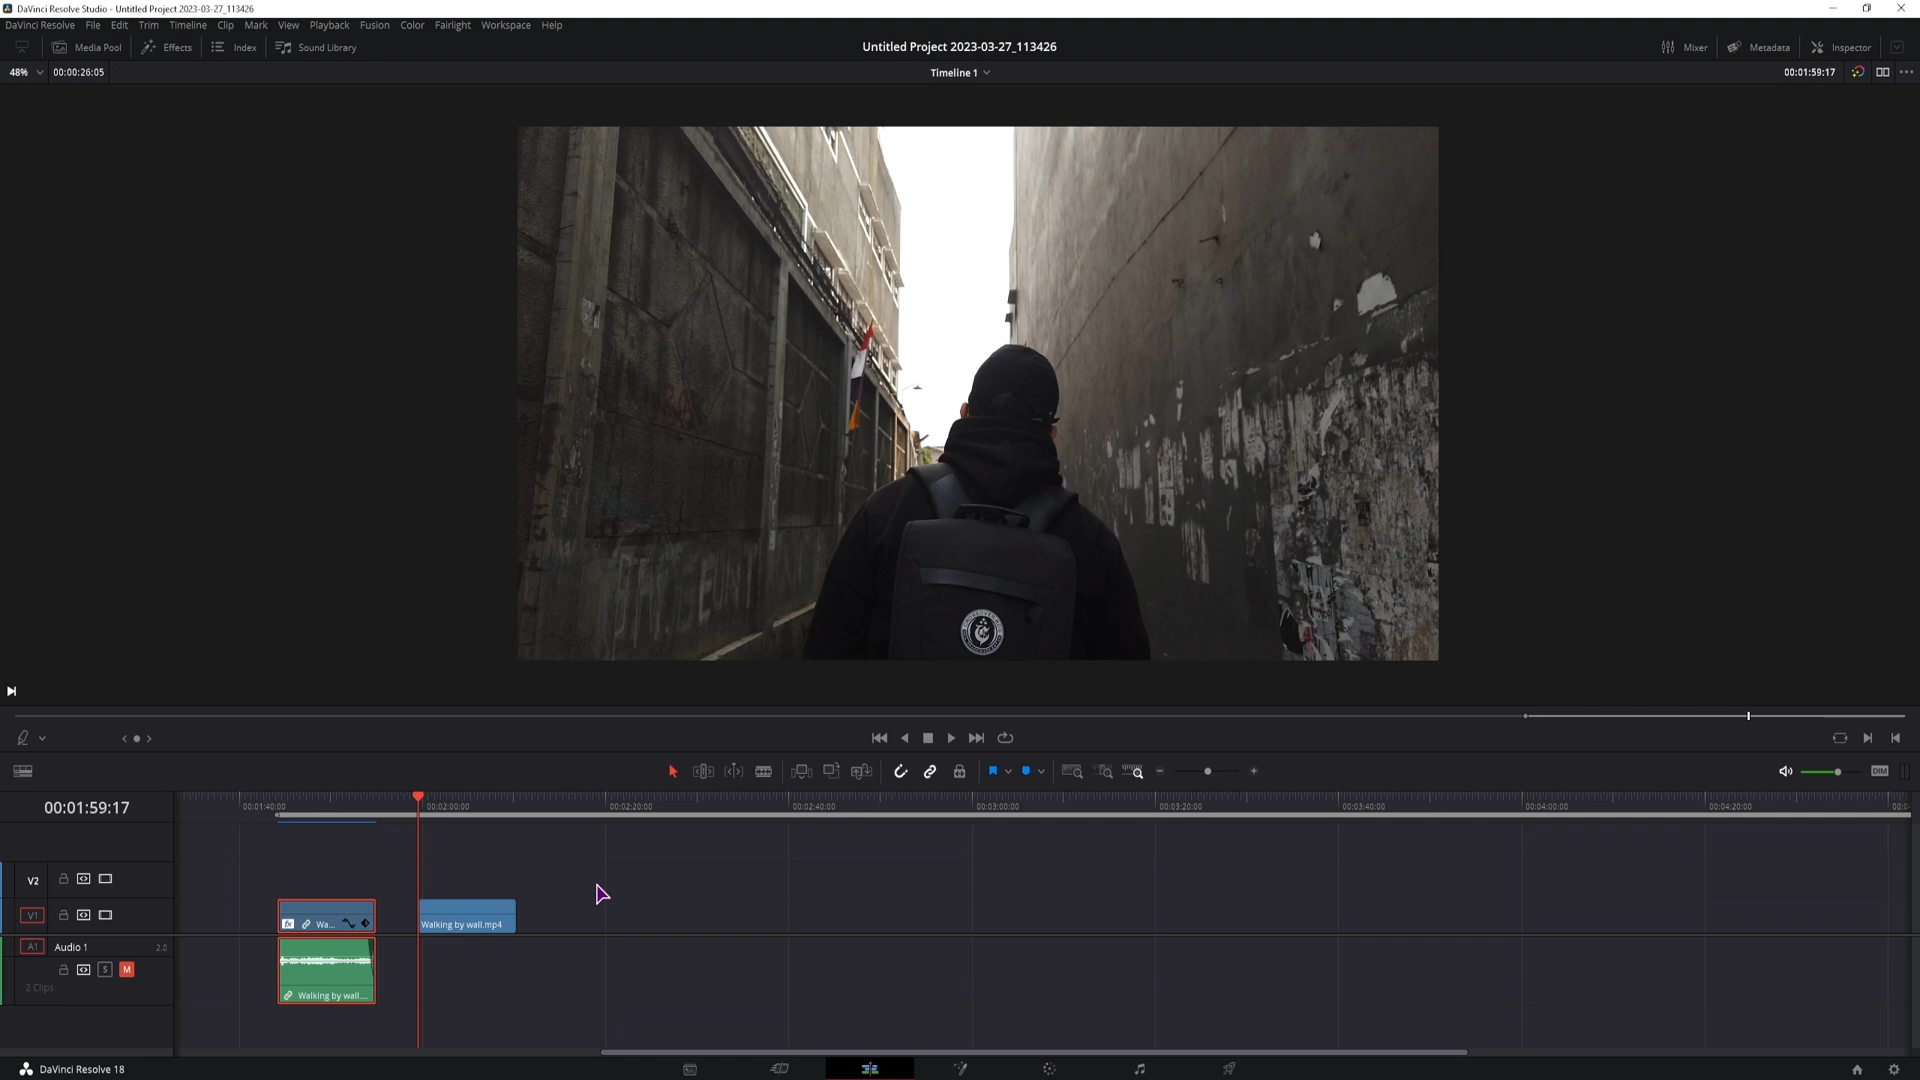 DaVinci Resolve Studio - Untitled Project 2023-03-27_113426
DaVinci Resolve File Edit Trim Timeline Clip Mark View Playback Fusion Color Fairlight Workspace Help
Media Pool Effects Index Sound Library Untitled Project 2023-03-27_113426 Mixer Metadata Inspector
48% 00:00:26:05 Timeline 1 00:01:59:17
DIM
00:01:59:17 00:01:40:00 00:02:00:00 00:02:20:00 00:02:40:00 00:03:00:00 00:03:20:00 00:03:40:00 00:04:00:00 00:04:20:00
V2
V1 Wa... Walking by wall.mp4
A1 Audio 1 2.0
S M
2 Clips Walking by wall....
DaVinci Resolve 18